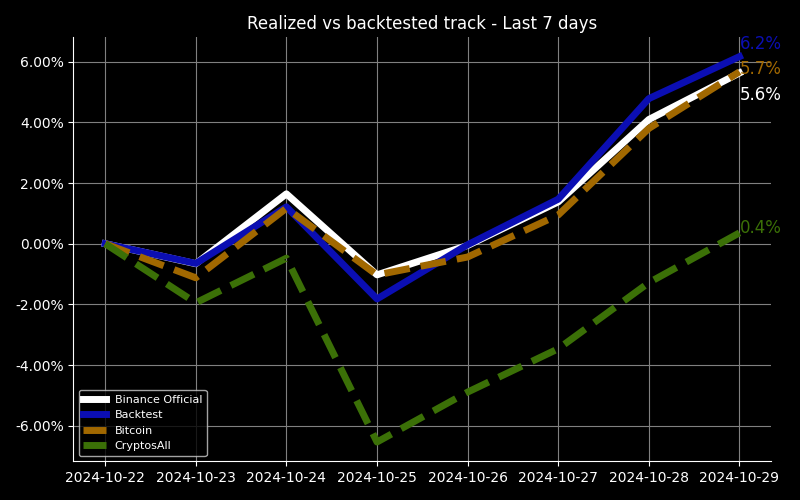 Realized vs backtested track - Last 7 days
6.00%
4.00%
2.00%
0.00%
-2.00%
-4.00%
-6.00%
6.2%
5.7%
5.6%
0.4%
Binance Official
Backtest
Bitcoin
CryptosAll
2024-10-22 2024-10-23 2024-10-24 2024-10-25 2024-10-26 2024-10-27 2024-10-28 2024-10-29